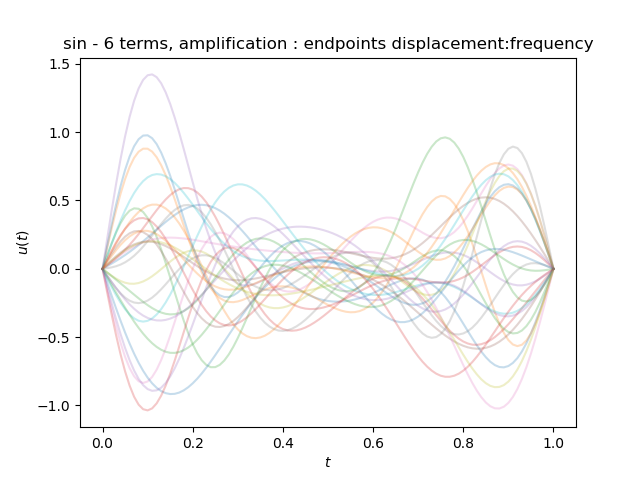 sin - 6 terms, amplification : endpoints displacement:frequency
1.5
1.0
0.5
0.0
−0.5
−1.0
u(t)
0.0 0.2 0.4 0.6 0.8 1.0
t